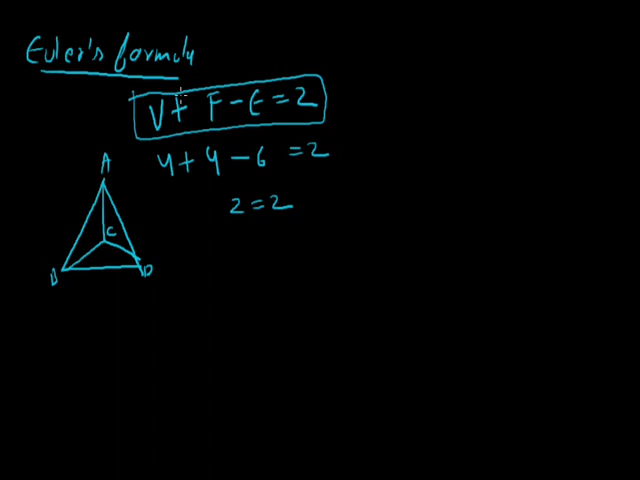 Euler's formula
V + F - E = 2
4 + 4 - 6 = 2
2 = 2
A
C
B
D